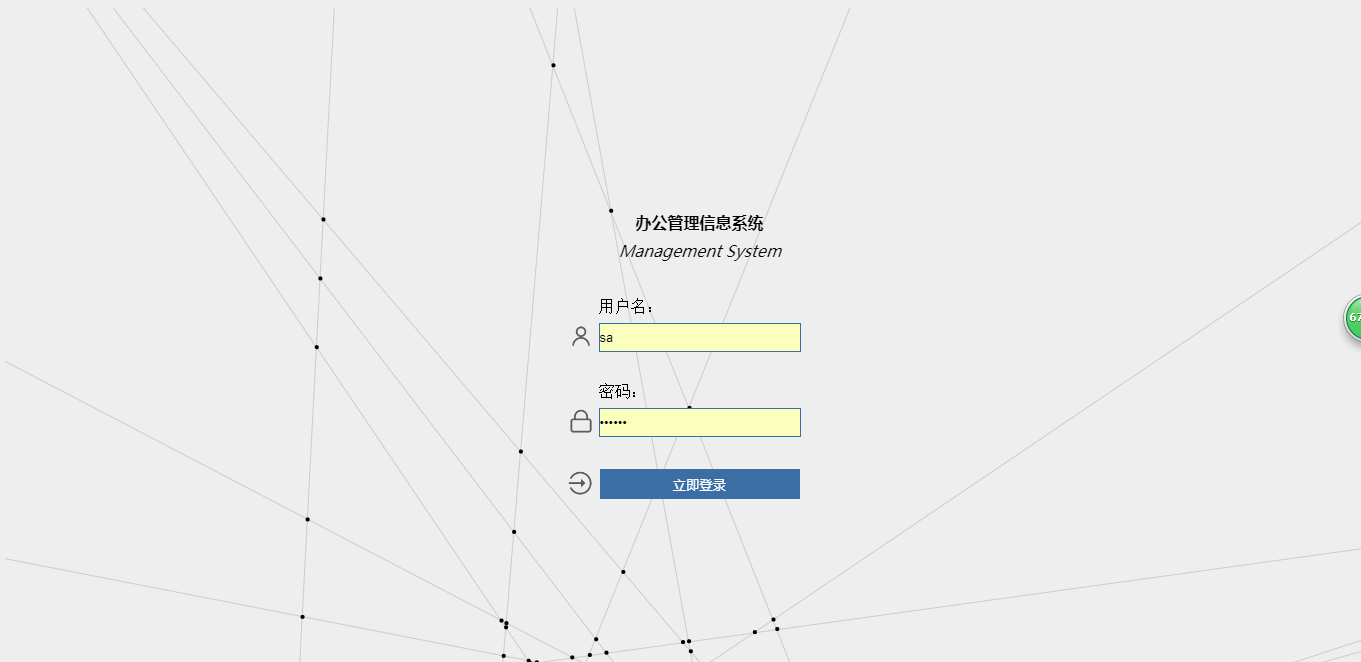 办公管理信息系统
Management System
用户名：
sa
密码：
••••••
立即登录
67